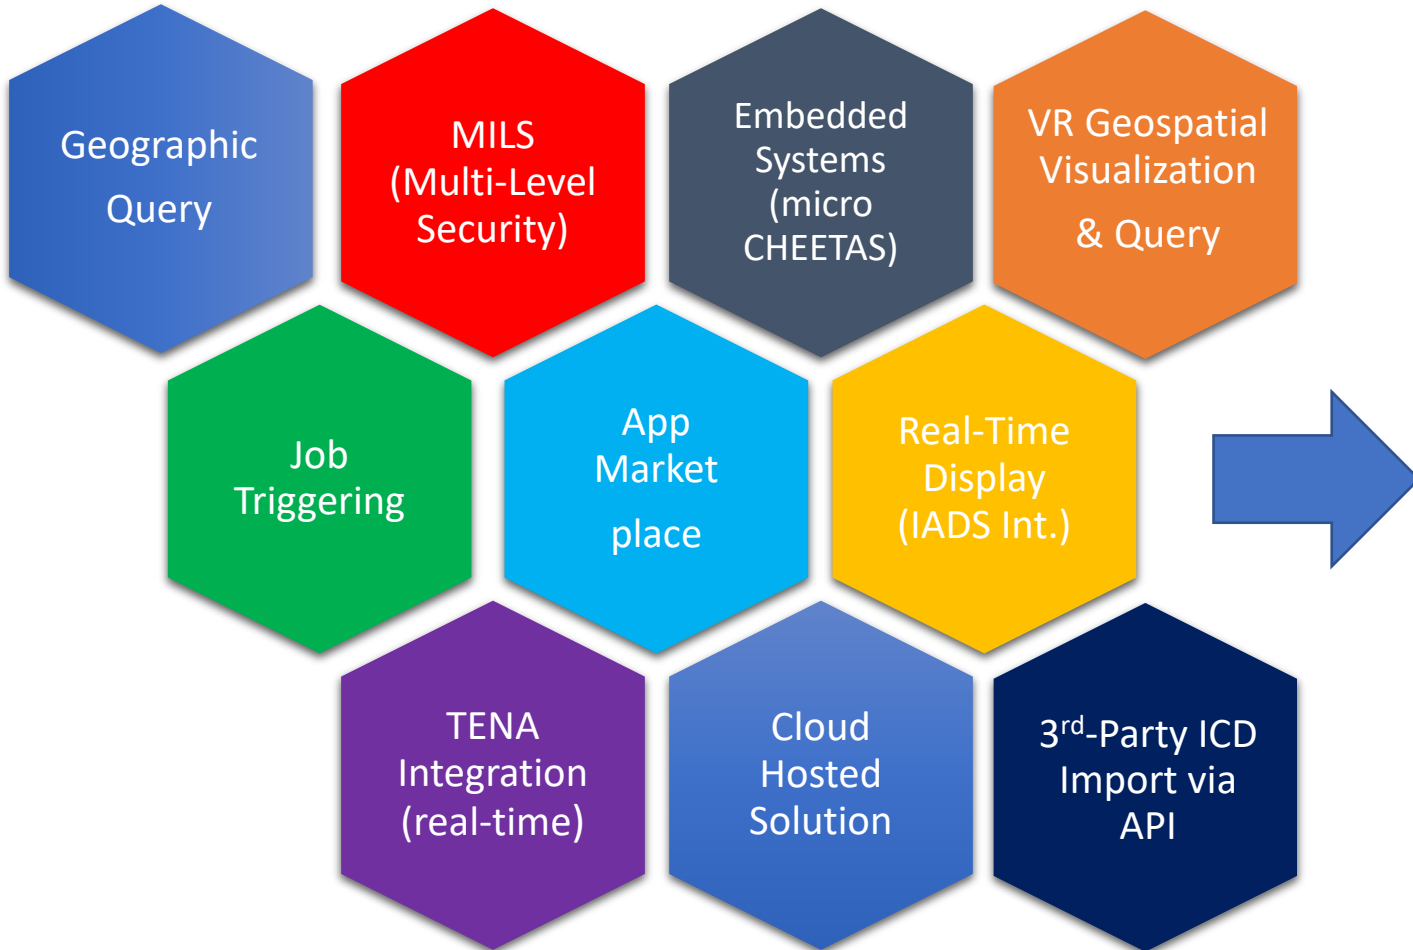 Geographic
Query
MILS
(Multi-Level
Security)
Embedded
Systems
(micro
CHEETAS)
VR Geospatial
Visualization
& Query
Job
Triggering
App
Market
place
Real-Time
Display
(IADS Int.)
TENA
Integration
(real-time)
Cloud
Hosted
Solution
3rd-Party ICD
Import via
API